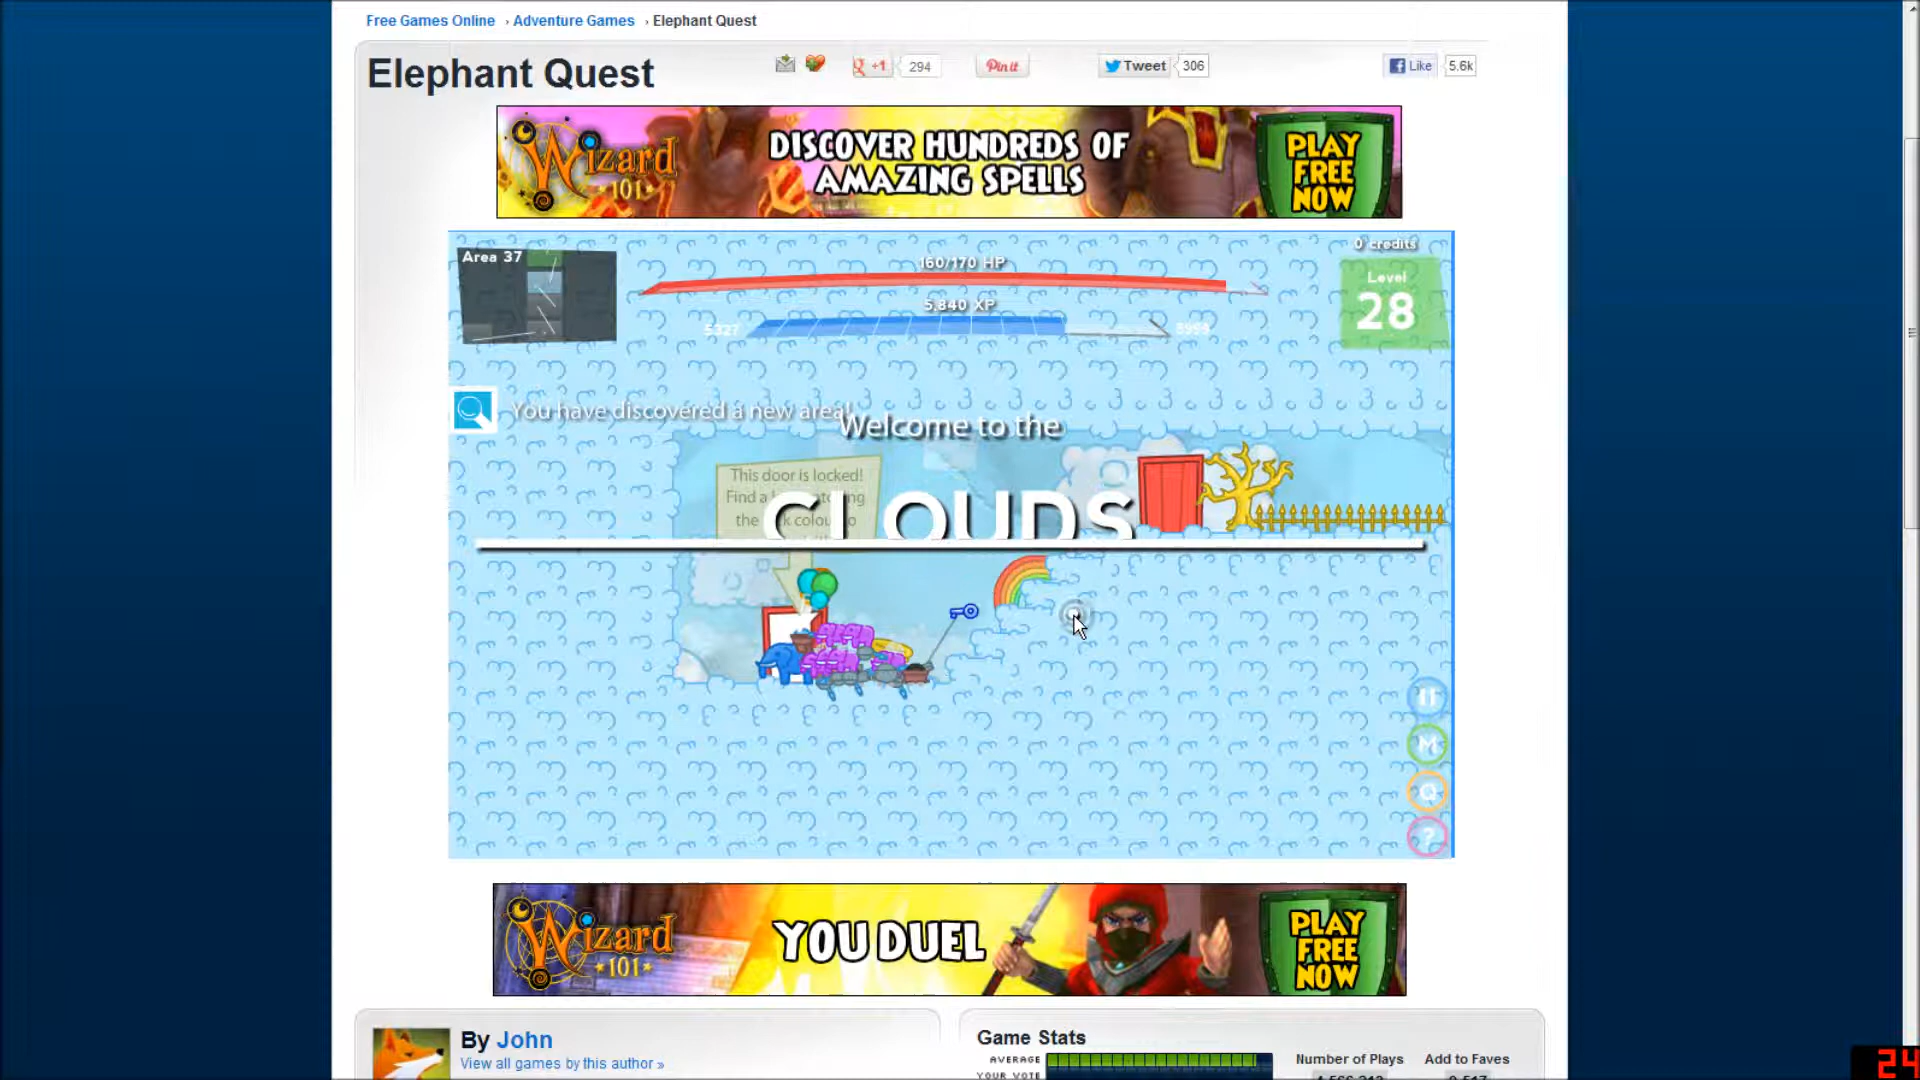 Free Games Online › Adventure Games › Elephant Quest
Elephant Quest
+1 294
Pin it
Tweet 306
Like 5.6k
Wizard 101
DISCOVER HUNDREDS OF
AMAZING SPELLS
PLAY
FREE
NOW
Area 37
160/170 HP
5,840 XP
5327
0 credits
Level
28
You have discovered a new area!
Welcome to the
CLOUDS
This door is locked!
Find a
the
M
Q
?
Wizard 101
YOU DUEL
PLAY
FREE
NOW
By John
View all games by this author »
Game Stats
AVERAGE
YOUR VOTE
Number of Plays
Add to Faves
24